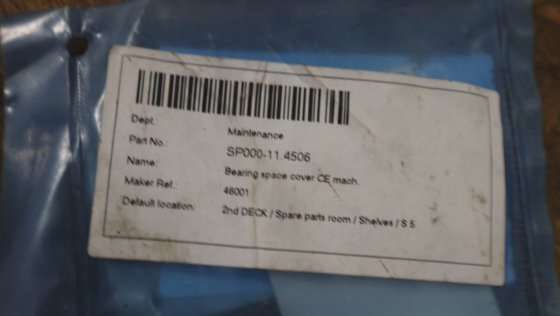 Dept.: Maintenance
Part No.: SP000-11.4506
Name: Bearing space cover CE mach.
Maker Ref.: 46001
Default location: 2nd DECK / Spare parts room / Shelves / S 5